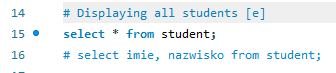 14 # Displaying all students [e]
15 select * from student;
16 # select imie, nazwisko from student;